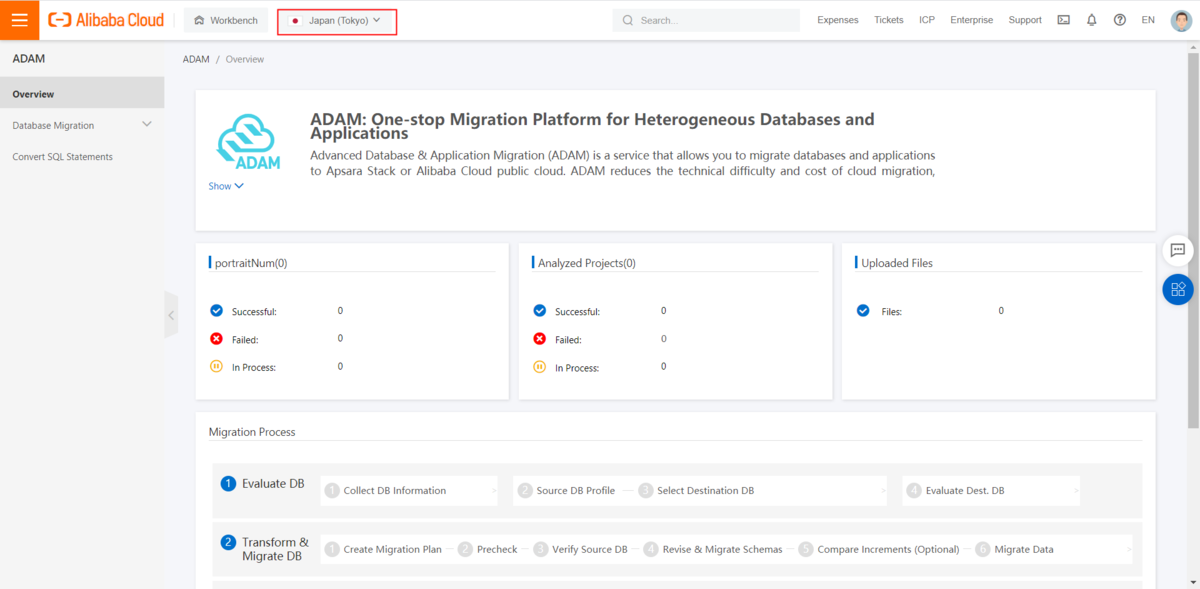 Alibaba Cloud
Workbench
Japan (Tokyo)
Search...
Expenses Tickets ICP Enterprise Support EN
ADAM
Overview
Database Migration
Convert SQL Statements
ADAM / Overview
ADAM
ADAM: One-stop Migration Platform for Heterogeneous Databases and
Applications
Advanced Database & Application Migration (ADAM) is a service that allows you to migrate databases and applications
to Apsara Stack or Alibaba Cloud public cloud. ADAM reduces the technical difficulty and cost of cloud migration,
Show
portraitNum(0)
Successful: 0
Failed: 0
In Process: 0
Analyzed Projects(0)
Successful: 0
Failed: 0
In Process: 0
Uploaded Files
Files: 0
Migration Process
1 Evaluate DB
1 Collect DB Information
2 Source DB Profile
3 Select Destination DB
4 Evaluate Dest. DB
2 Transform &
Migrate DB
1 Create Migration Plan
2 Precheck
3 Verify Source DB
4 Revise & Migrate Schemas
5 Compare Increments (Optional)
6 Migrate Data